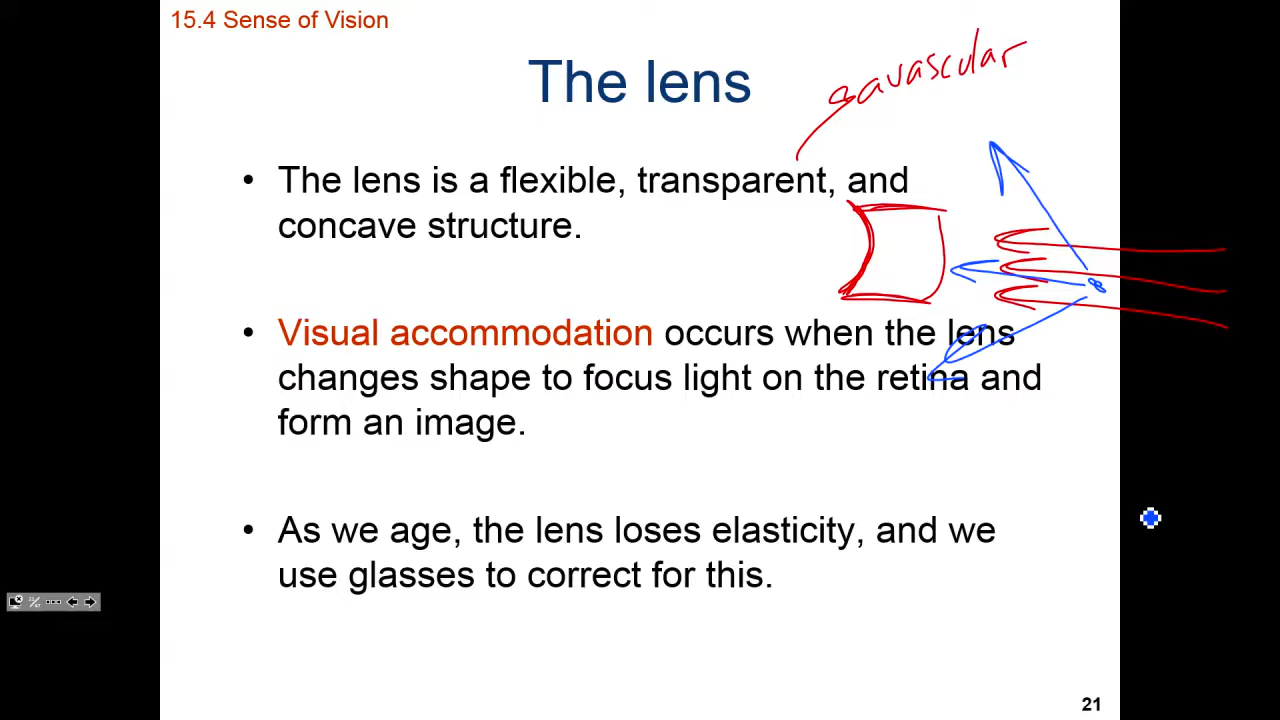 15.4 Sense of Vision
The lens
avascular
• The lens is a flexible, transparent, and
concave structure.
• Visual accommodation occurs when the lens
changes shape to focus light on the retina and
form an image.
• As we age, the lens loses elasticity, and we
use glasses to correct for this.
21